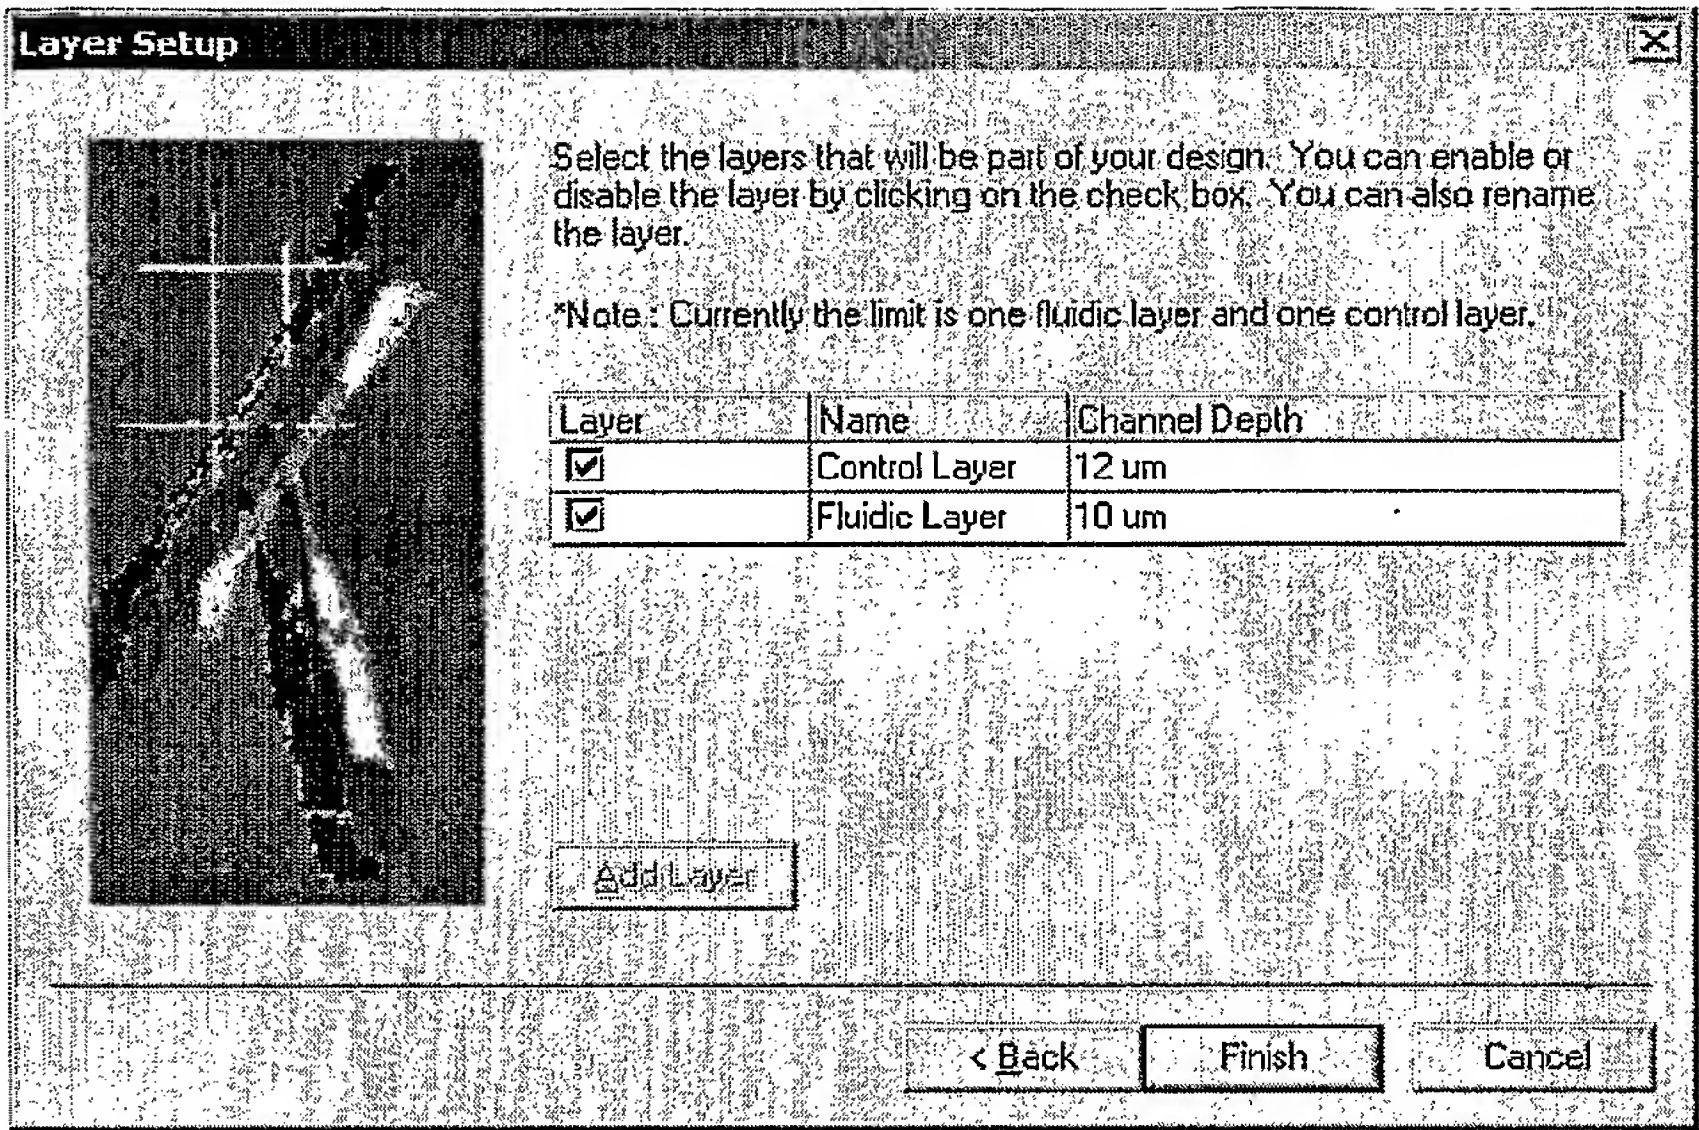 Layer Setup
Select the layers that will be part of your design. You can enable or
disable the layer by clicking on the check box. You can also rename
the layer.
*Note : Currently the limit is one fluidic layer and one control layer.
Layer Name Channel Depth
Control Layer 12 um
Fluidic Layer 10 um
Add Layer
< Back Finish Cancel